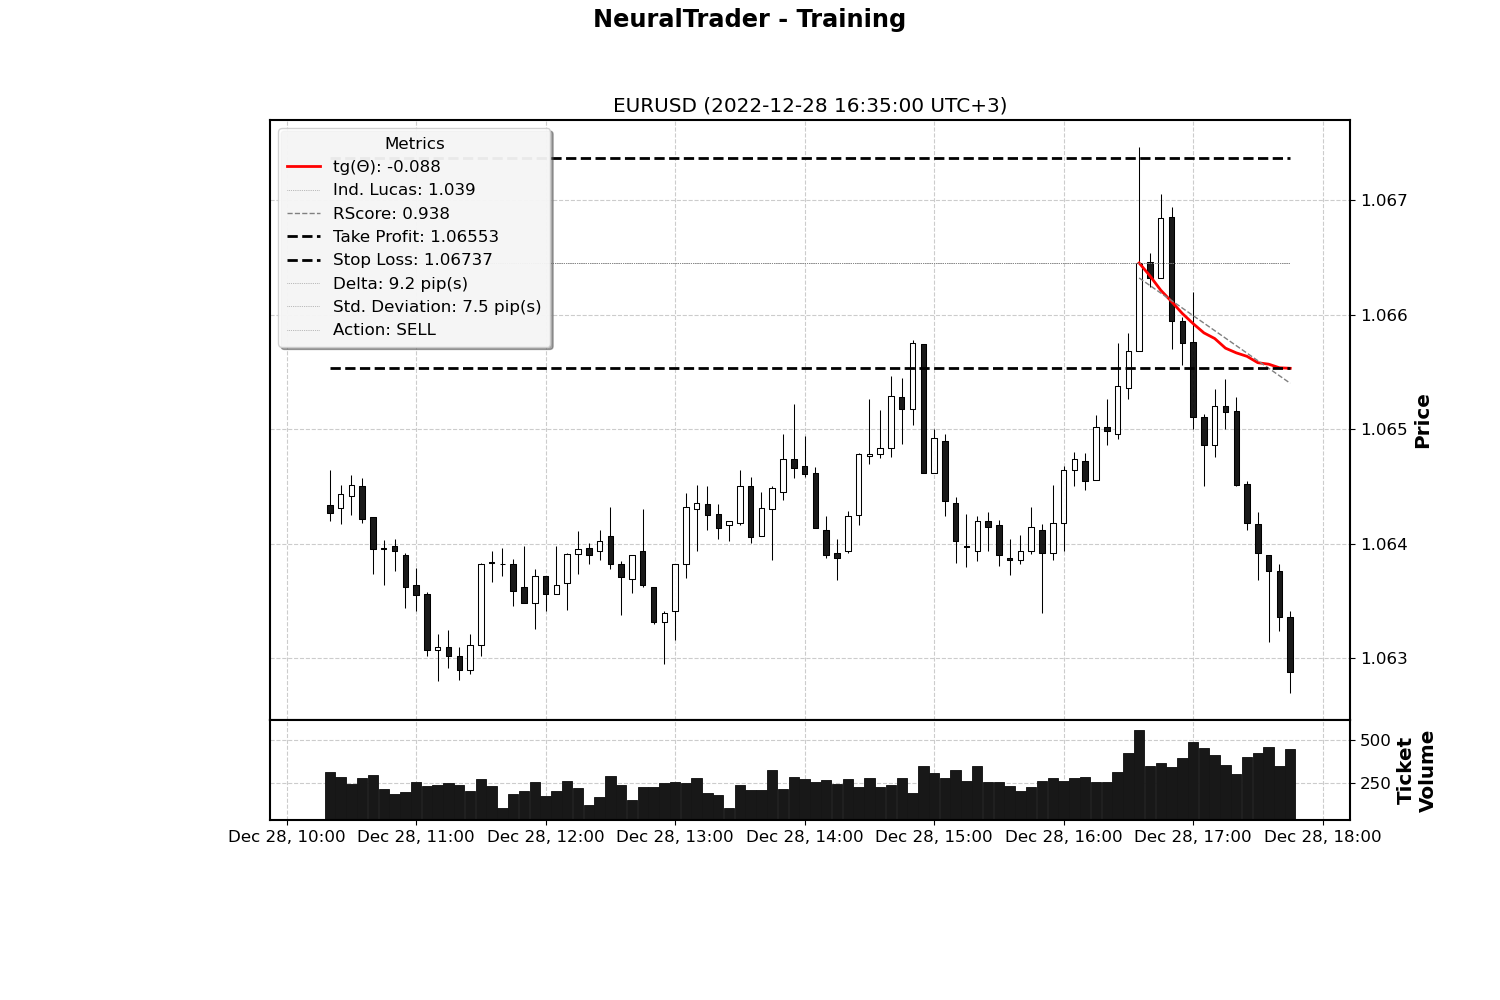 NeuralTrader - Training
EURUSD (2022-12-28 16:35:00 UTC+3)
Metrics
tg(Θ): -0.088
Ind. Lucas: 1.039
RScore: 0.938
Take Profit: 1.06553
Stop Loss: 1.06737
Delta: 9.2 pip(s)
Std. Deviation: 7.5 pip(s)
Action: SELL
1.067
1.066
1.065
1.064
1.063
Price
500
250
Ticket
Volume
Dec 28, 10:00 Dec 28, 11:00 Dec 28, 12:00 Dec 28, 13:00 Dec 28, 14:00 Dec 28, 15:00 Dec 28, 16:00 Dec 28, 17:00 Dec 28, 18:00